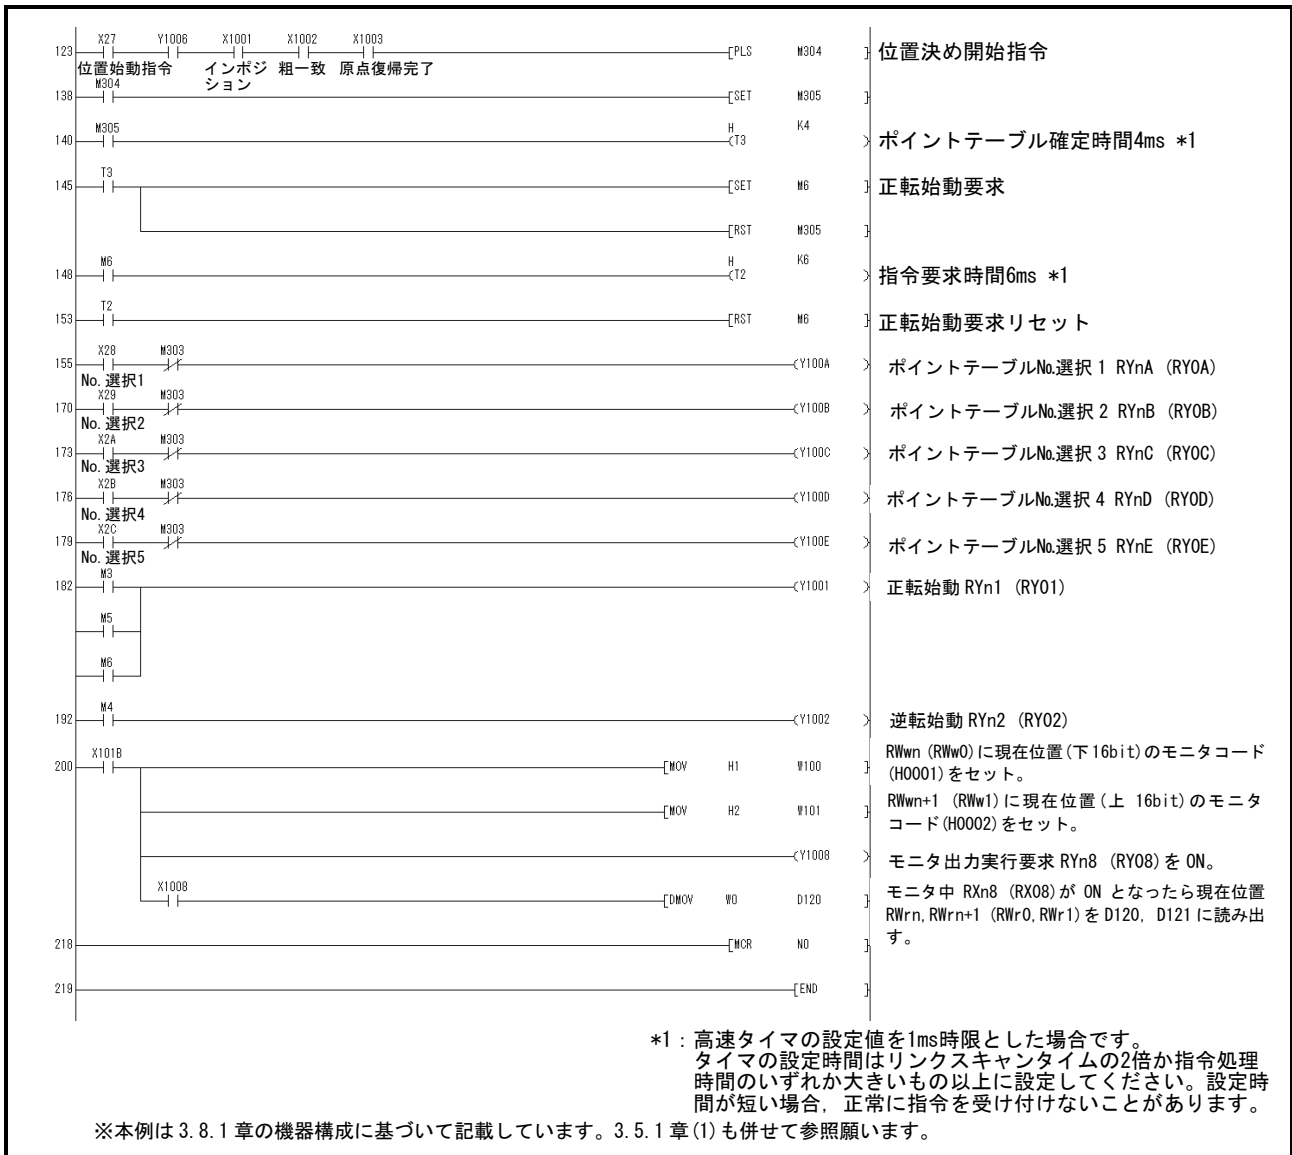 X27 Y1006 X1001 X1002 X1003
123 PLS M304 位置決め開始指令
位置始動指令 インポジション 粗一致 原点復帰完了
M304
138 SET M305
M305 H K4
140 T3 ポイントテーブル確定時間4ms *1
T3
145 SET M6 正転始動要求
RST M305
M6 H K6
148 T2 指令要求時間6ms *1
T2
153 RST M6 正転始動要求リセット
X28 M303
155 Y100A ポイントテーブル№選択 1 RYnA (RY0A)
No. 選択1
X29 M303
170 Y100B ポイントテーブル№選択 2 RYnB (RY0B)
No. 選択2
X2A M303
173 Y100C ポイントテーブル№選択 3 RYnC (RY0C)
No. 選択3
X2B M303
176 Y100D ポイントテーブル№選択 4 RYnD (RY0D)
No. 選択4
X2C M303
179 Y100E ポイントテーブル№選択 5 RYnE (RY0E)
No. 選択5
M3
182 Y1001 正転始動 RYn1 (RY01)
M5
M6
M4
192 Y1002 逆転始動 RYn2 (RY02)
X101B
200 MOV H1 W100
RWwn (RWw0)に現在位置(下16bit)のモニタコード
(H0001)をセット。
MOV H2 W101
RWwn+1 (RWw1)に現在位置(上 16bit)のモニタ
コード(H0002)をセット。
Y1008 モニタ出力実行要求 RYn8 (RY08)を ON。
X1008
DMOV W0 D120
モニタ中 RXn8 (RX08)が ON となったら現在位置
RWrn,RWrn+1 (RWr0,RWr1)を D120, D121 に読み出
す。
218 MCR N0
219 END
*1：高速タイマの設定値を1ms時限とした場合です。
タイマの設定時間はリンクスキャンタイムの2倍か指令処理
時間のいずれか大きいもの以上に設定してください。設定時
間が短い場合，正常に指令を受け付けないことがあります。
※本例は 3.8.1 章の機器構成に基づいて記載しています。3.5.1 章(1)も併せて参照願います。